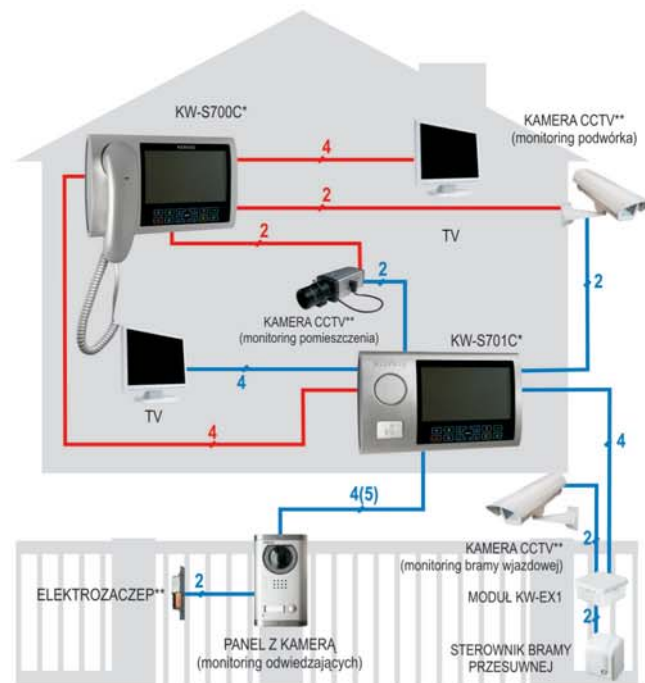 KW-S700C*
KAMERA CCTV**
(monitoring podwórka)
4
2
TV
2
2
2
KAMERA CCTV**
(monitoring pomieszczenia)
KW-S701C*
4
TV
4
4
4(5)
KAMERA CCTV**
(monitoring bramy wjazdowej)
2
ELEKTROZACZEP**
2
MODUŁ KW-EX1
2
PANEL Z KAMERĄ
(monitoring odwiedzających)
STEROWNIK BRAMY
PRZESUWNEJ